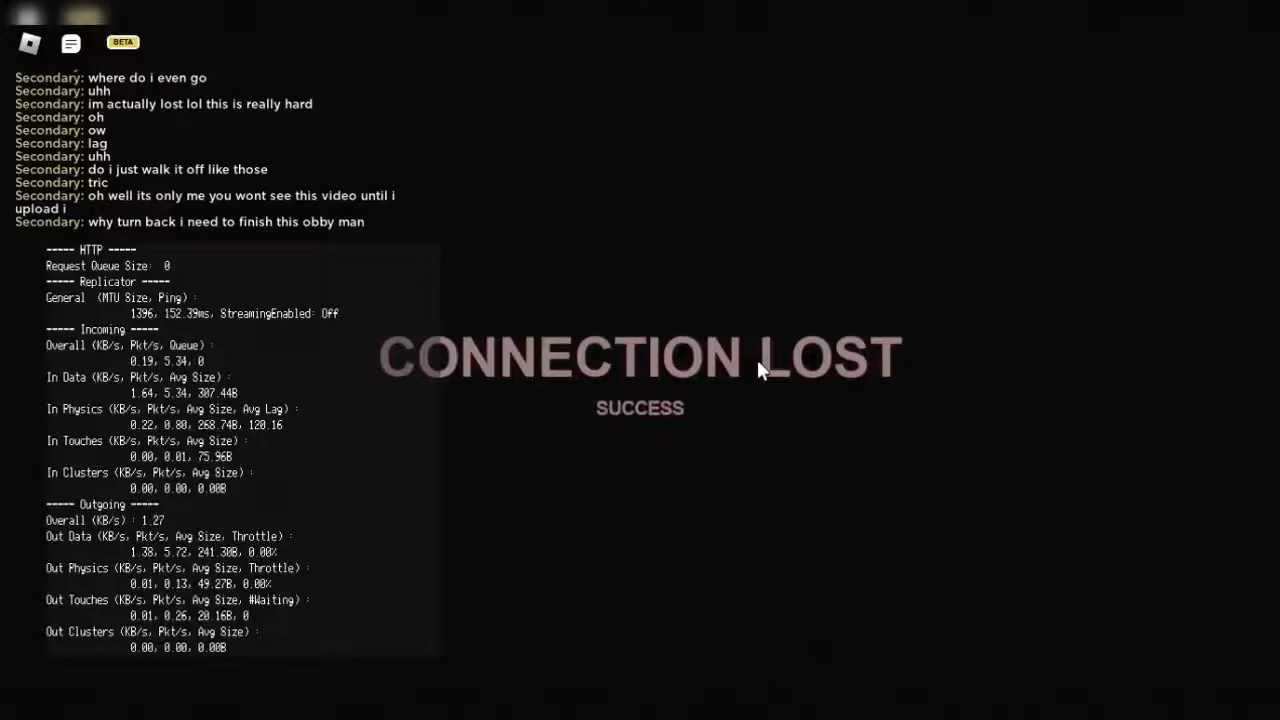 BETA
Secondary: where do i even go
Secondary: uhh
Secondary: im actually lost lol this is really hard
Secondary: oh
Secondary: ow
Secondary: lag
Secondary: uhh
Secondary: do i just walk it off like those
Secondary: tric
Secondary: oh well its only me you wont see this video until i
upload i
Secondary: why turn back i need to finish this obby man
----- HTTP -----
Request Queue Size:  0
----- Replicator -----
General  (MTU Size, Ping) :
1396, 152.39ms, StreamingEnabled: Off
----- Incoming -----
Overall (KB/s, Pkt/s, Queue) :
0.19, 5.34, 0
In Data (KB/s, Pkt/s, Avg Size) :
1.64, 5.34, 307.44B
In Physics (KB/s, Pkt/s, Avg Size, Avg Lag) :
0.22, 0.80, 268.74B, 120.16
In Touches (KB/s, Pkt/s, Avg Size) :
0.00, 0.01, 75.96B
In Clusters (KB/s, Pkt/s, Avg Size) :
0.00, 0.00, 0.00B
----- Outgoing -----
Overall (KB/s) : 1.27
Out Data (KB/s, Pkt/s, Avg Size, Throttle) :
1.38, 5.72, 241.30B, 0.00%
Out Physics (KB/s, Pkt/s, Avg Size, Throttle) :
0.01, 0.13, 49.27B, 0.00%
Out Touches (KB/s, Pkt/s, Avg Size, #Waiting) :
0.01, 0.26, 20.16B, 0
Out Clusters (KB/s, Pkt/s, Avg Size) :
0.00, 0.00, 0.00B
CONNECTION LOST
SUCCESS